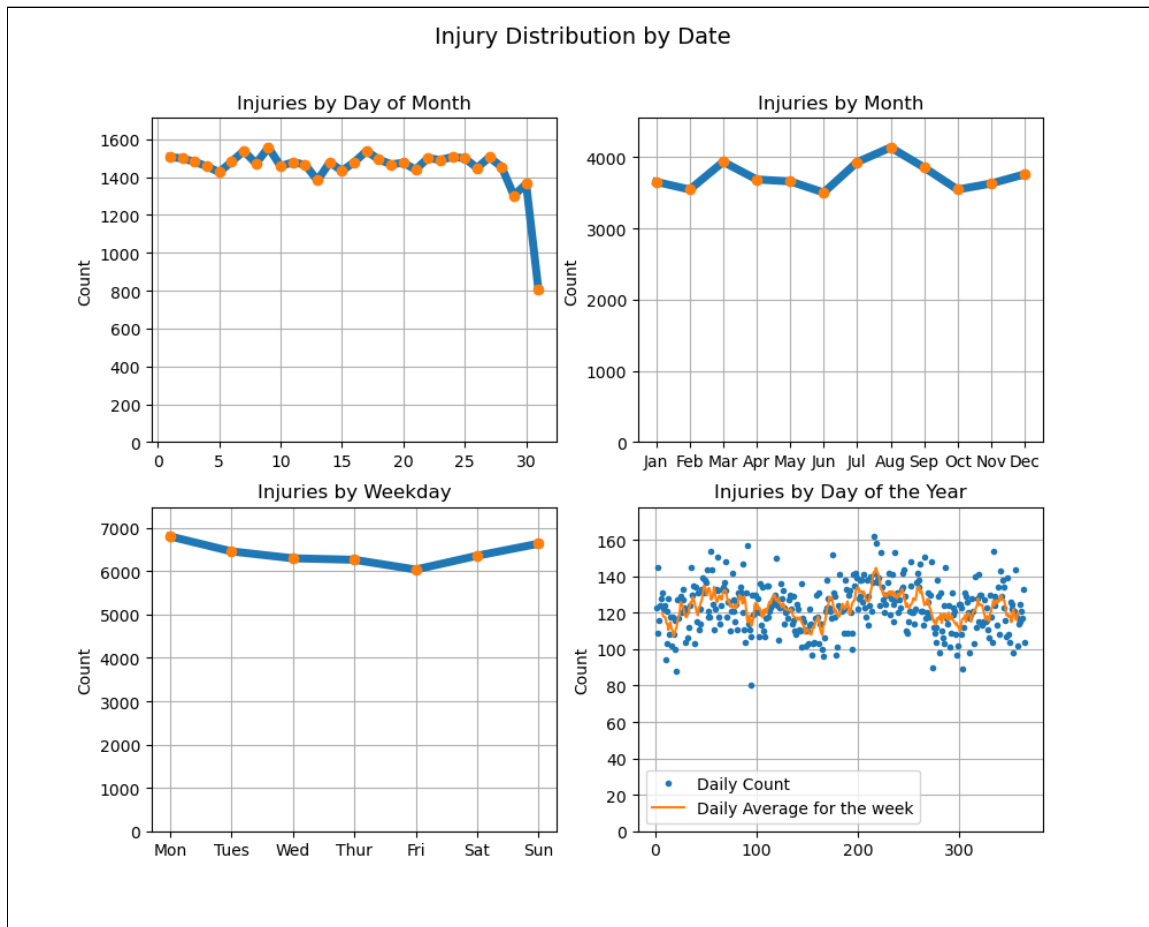 Injury Distribution by Date
Injuries by Day of Month
1600
1400
1200
1000
800
600
400
200
0
Count
0 5 10 15 20 25 30
Injuries by Month
4000
3000
2000
1000
0
Count
Jan Feb Mar Apr May Jun Jul Aug Sep Oct Nov Dec
Injuries by Weekday
7000
6000
5000
4000
3000
2000
1000
0
Count
Mon Tues Wed Thur Fri Sat Sun
Injuries by Day of the Year
160
140
120
100
80
60
40
20
0
Count
Daily Count
Daily Average for the week
0 100 200 300